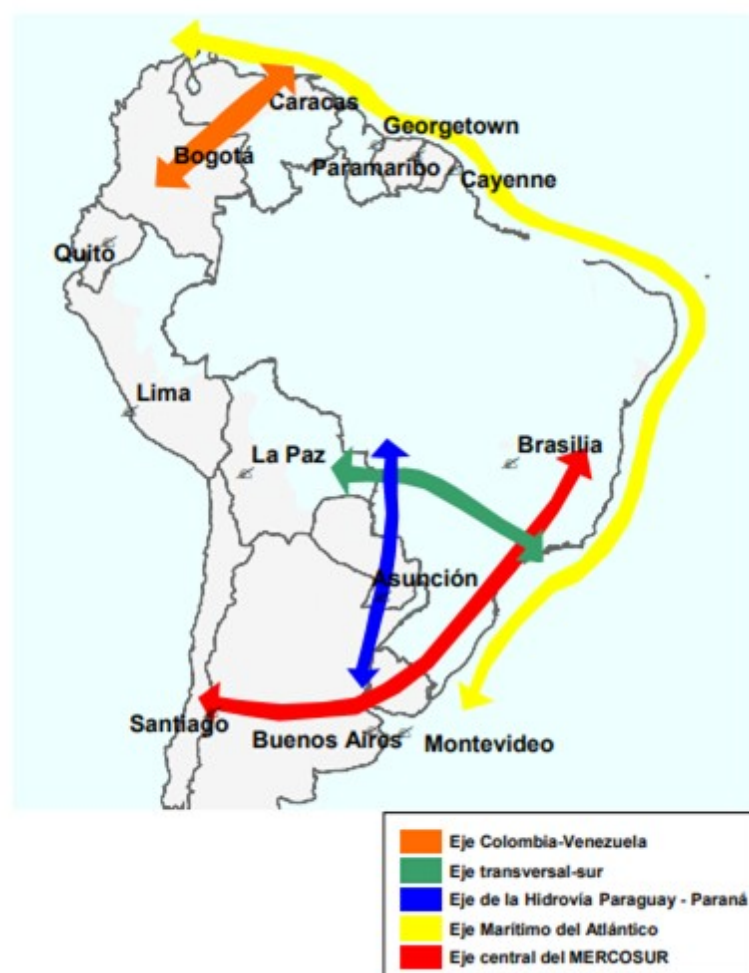 Caracas
Georgetown
Bogotá
Paramaribo
Cayenne
Quito
Lima
Brasilia
La Paz
Asunción
Santiago
Buenos Aires
Montevideo
Eje Colombia-Venezuela
Eje transversal-sur
Eje de la Hidrovía Paraguay - Paraná
Eje Marítimo del Atlántico
Eje central del MERCOSUR